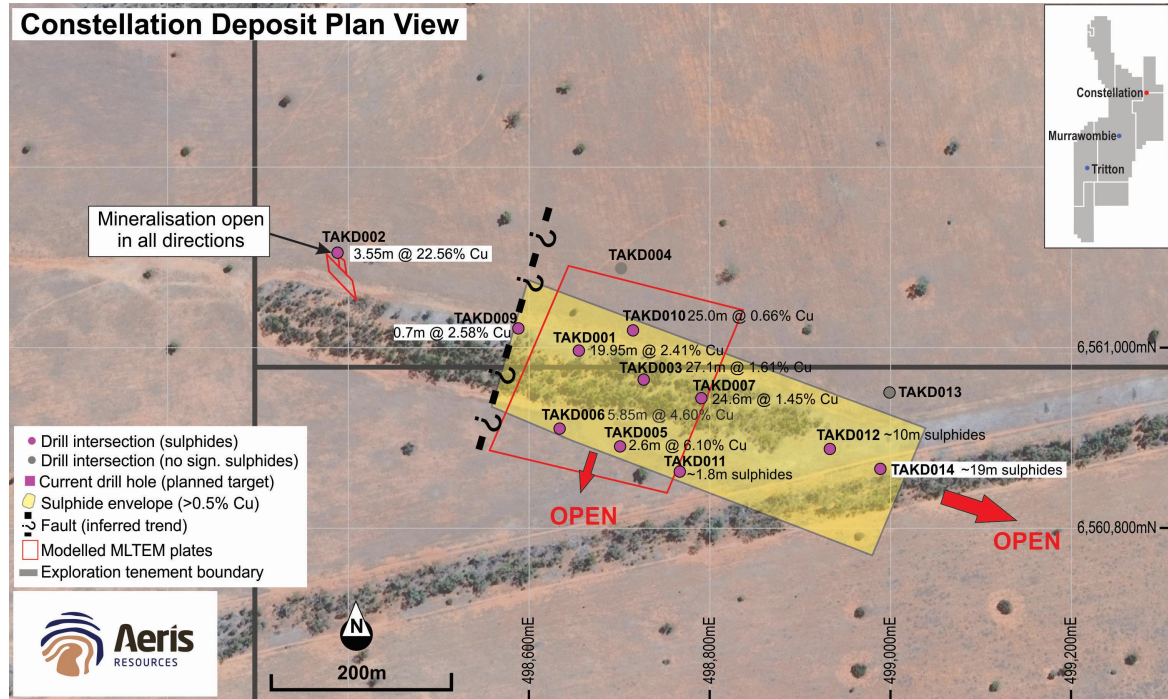 Constellation Deposit Plan View
Constellation
Murrawombie
Tritton
Mineralisation open
in all directions
TAKD002
3.55m @ 22.56% Cu
?
TAKD004
?
TAKD009
0.7m @ 2.58% Cu
TAKD010 25.0m @ 0.66% Cu
TAKD001
19.95m @ 2.41% Cu
6,561,000mN
TAKD003 27.1m @ 1.61% Cu
?
TAKD007
24.6m @ 1.45% Cu
TAKD013
TAKD006 5.85m @ 4.60% Cu
?
TAKD005
2.6m @ 6.10% Cu
TAKD012 ~10m sulphides
TAKD011
~1.8m sulphides
TAKD014 ~19m sulphides
OPEN
OPEN
6,560,800mN
Drill intersection (sulphides)
Drill intersection (no sign. sulphides)
Current drill hole (planned target)
Sulphide envelope (>0.5% Cu)
? Fault (inferred trend)
Modelled MLTEM plates
Exploration tenement boundary
Aeris
RESOURCES
N
200m
498,600mE
498,800mE
499,000mE
499,200mE